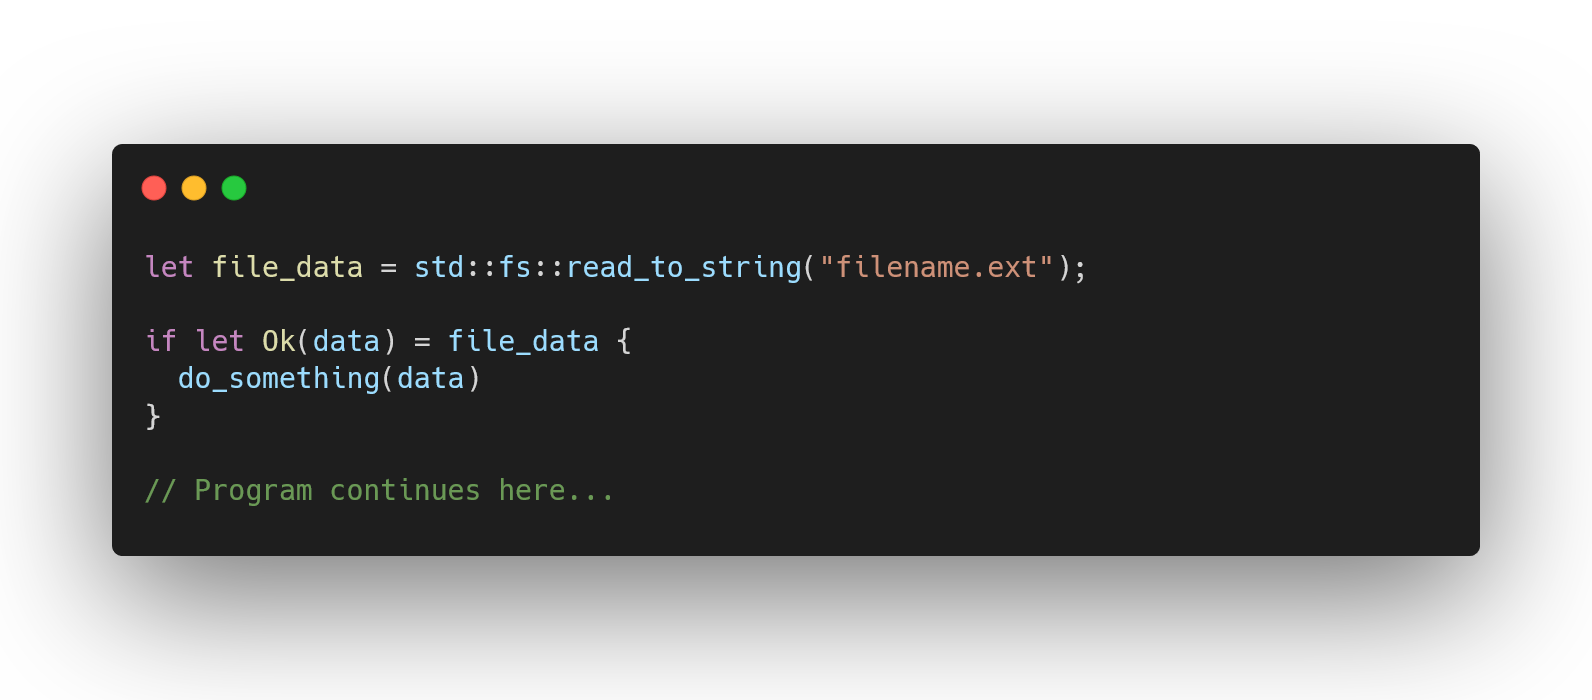 let file_data = std::fs::read_to_string("filename.ext");
if let Ok(data) = file_data {
  do_something(data)
}
// Program continues here...